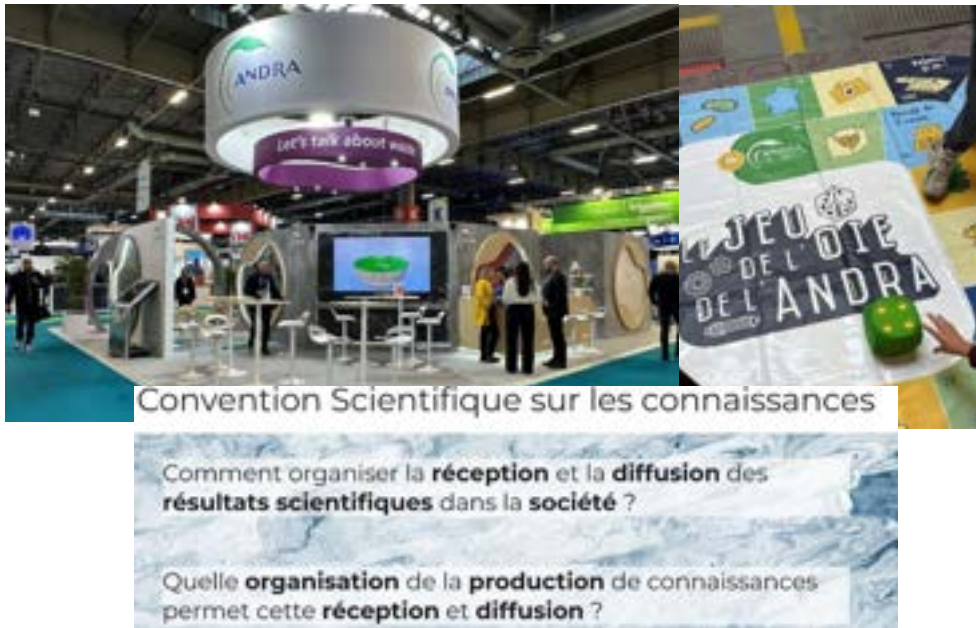 ANDRA
Let's talk about waste
JEU
DE L'OIE
DE L'ANDRA
Convention Scientifique sur les connaissances
Comment organiser la réception et la diffusion des
résultats scientifiques dans la société ?
Quelle organisation de la production de connaissances
permet cette réception et diffusion ?